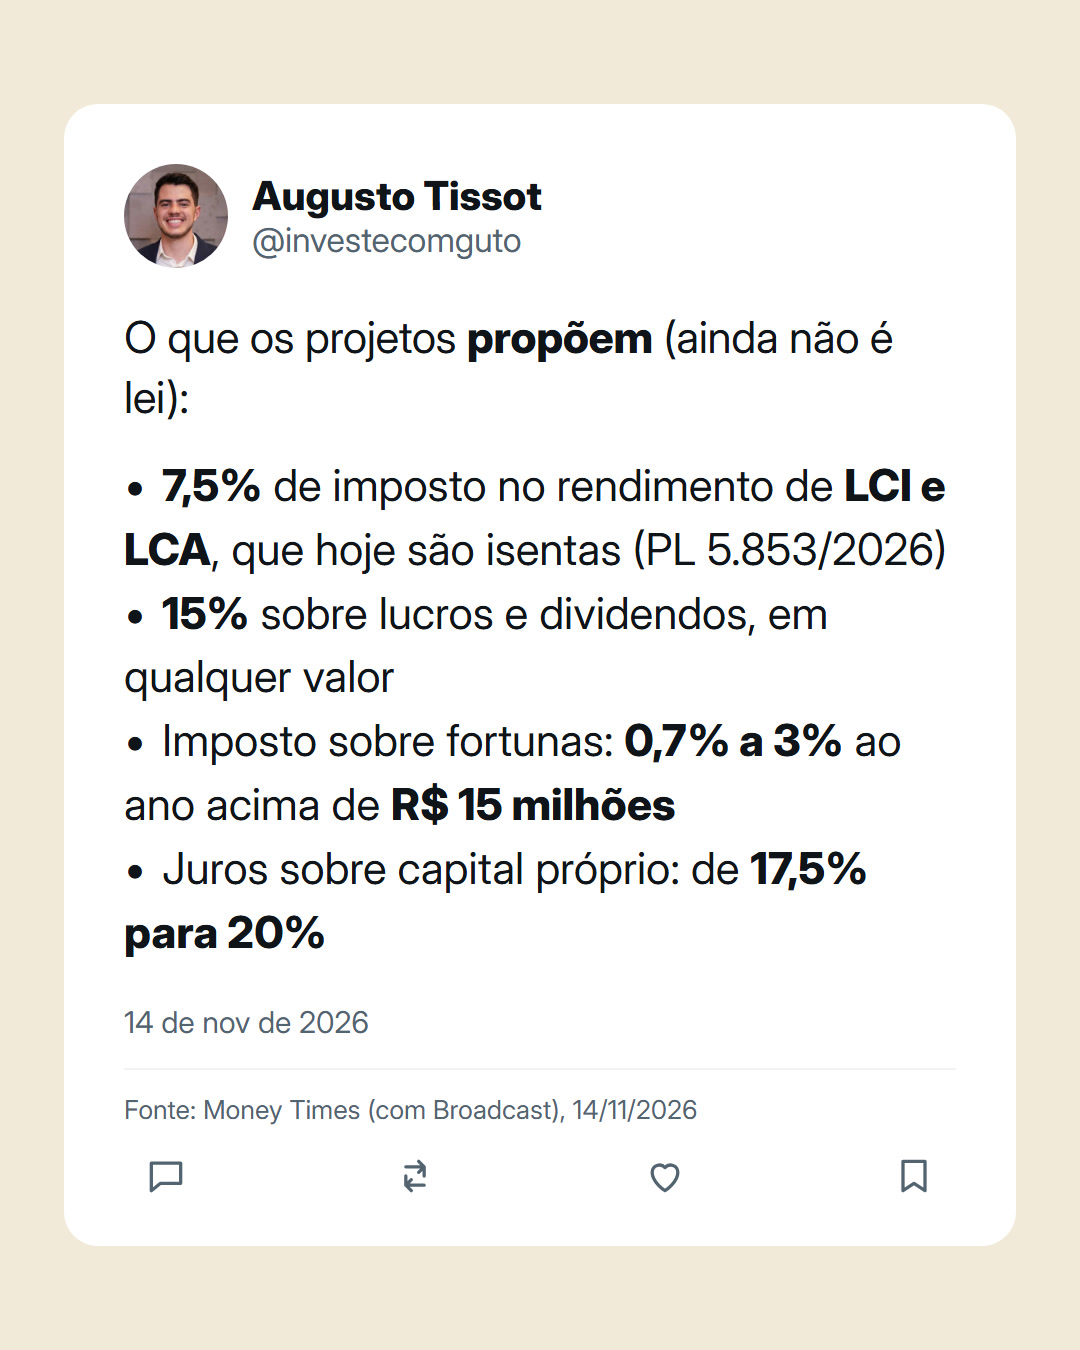 Augusto Tissot
@investecomguto
O que os projetos propõem (ainda não é
lei):
• 7,5% de imposto no rendimento de LCI e
LCA, que hoje são isentas (PL 5.853/2026)
• 15% sobre lucros e dividendos, em
qualquer valor
• Imposto sobre fortunas: 0,7% a 3% ao
ano acima de R$ 15 milhões
• Juros sobre capital próprio: de 17,5%
para 20%
14 de nov de 2026
Fonte: Money Times (com Broadcast), 14/11/2026